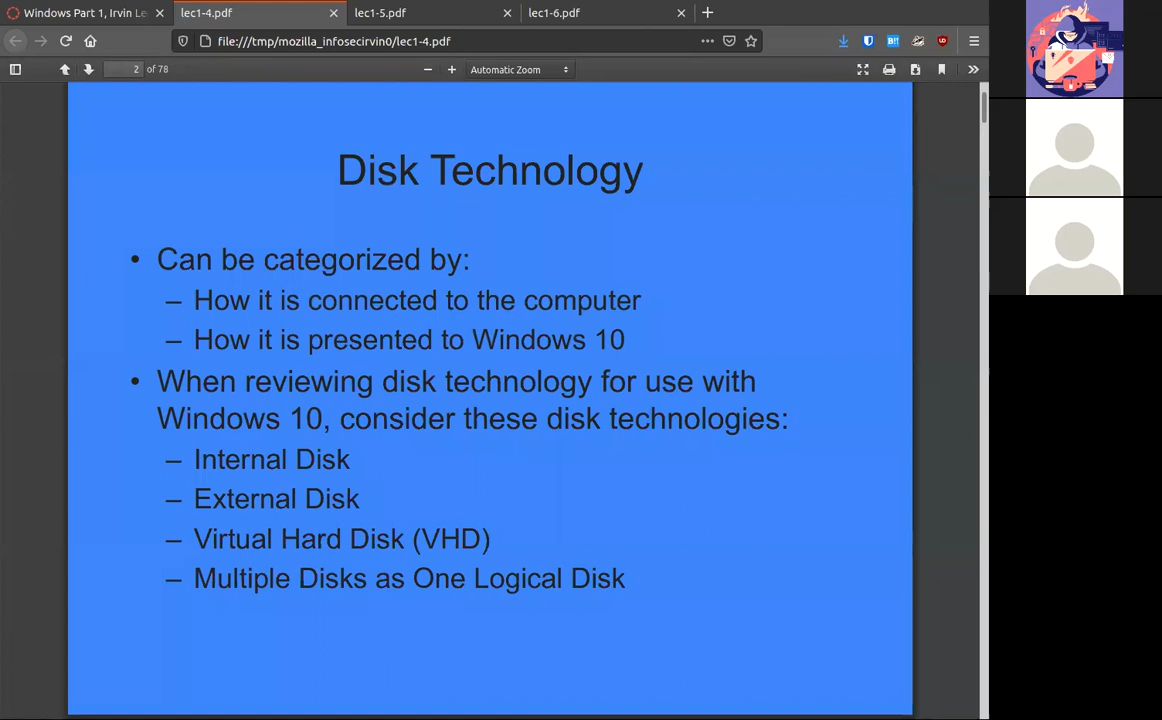 Windows Part 1, Irvin Le
lec1-4.pdf
lec1-5.pdf
lec1-6.pdf
file:///tmp/mozilla_infosecirvin0/lec1-4.pdf
2 of 78
Automatic Zoom
Disk Technology
• Can be categorized by:
– How it is connected to the computer
– How it is presented to Windows 10
• When reviewing disk technology for use with
Windows 10, consider these disk technologies:
– Internal Disk
– External Disk
– Virtual Hard Disk (VHD)
– Multiple Disks as One Logical Disk